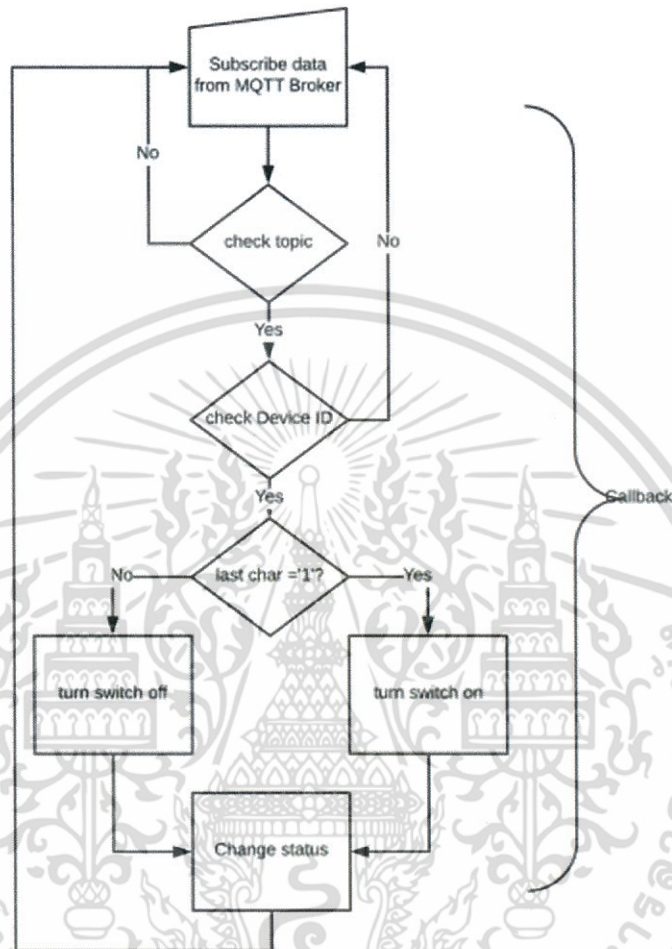 Subscribe data
from MQTT Broker
No
check topic
No
Yes
check Device ID
Yes
Callback
No
last char ='1'?
Yes
turn switch off
turn switch on
Change status